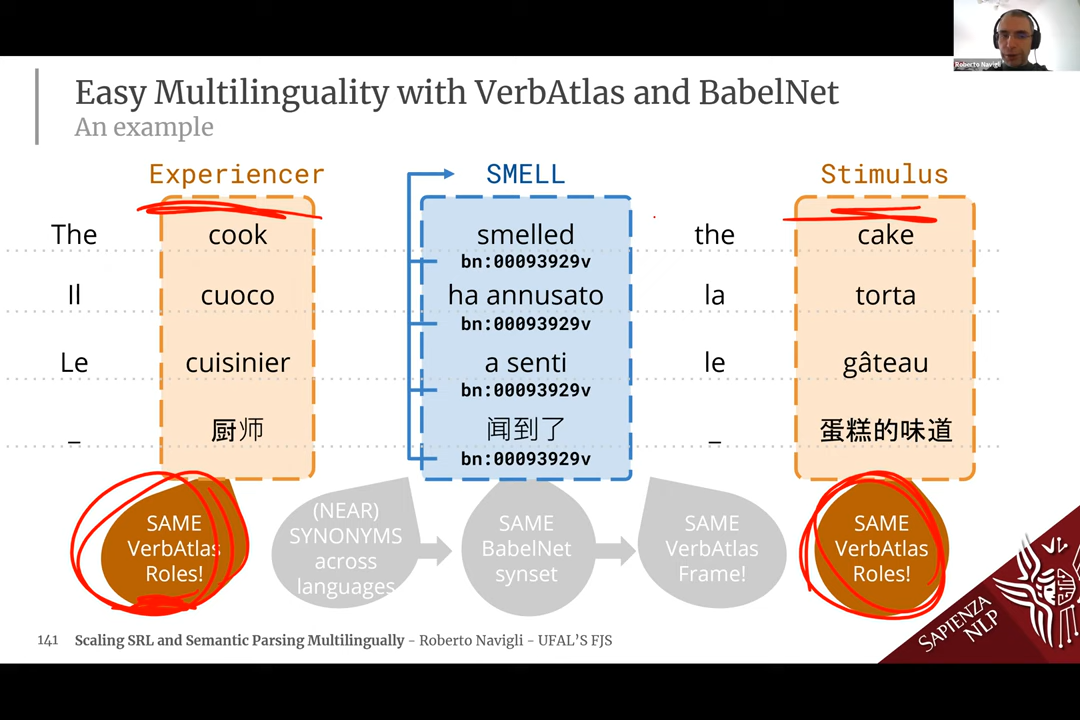 Roberto Navigli
Easy Multilinguality with VerbAtlas and BabelNet
An example
Experiencer SMELL Stimulus
The cook smelled the cake
bn:00093929v
Il cuoco ha annusato la torta
bn:00093929v
Le cuisinier a senti le gâteau
bn:00093929v
_ 厨师 闻到了 _ 蛋糕的味道
bn:00093929v
SAME
VerbAtlas
Roles!
(NEAR)
SYNONYMS
across
languages
SAME
BabelNet
synset
SAME
VerbAtlas
Frame!
SAME
VerbAtlas
Roles!
141 Scaling SRL and Semantic Parsing Multilingually - Roberto Navigli - UFAL'S FJS
SAPIENZA
NLP